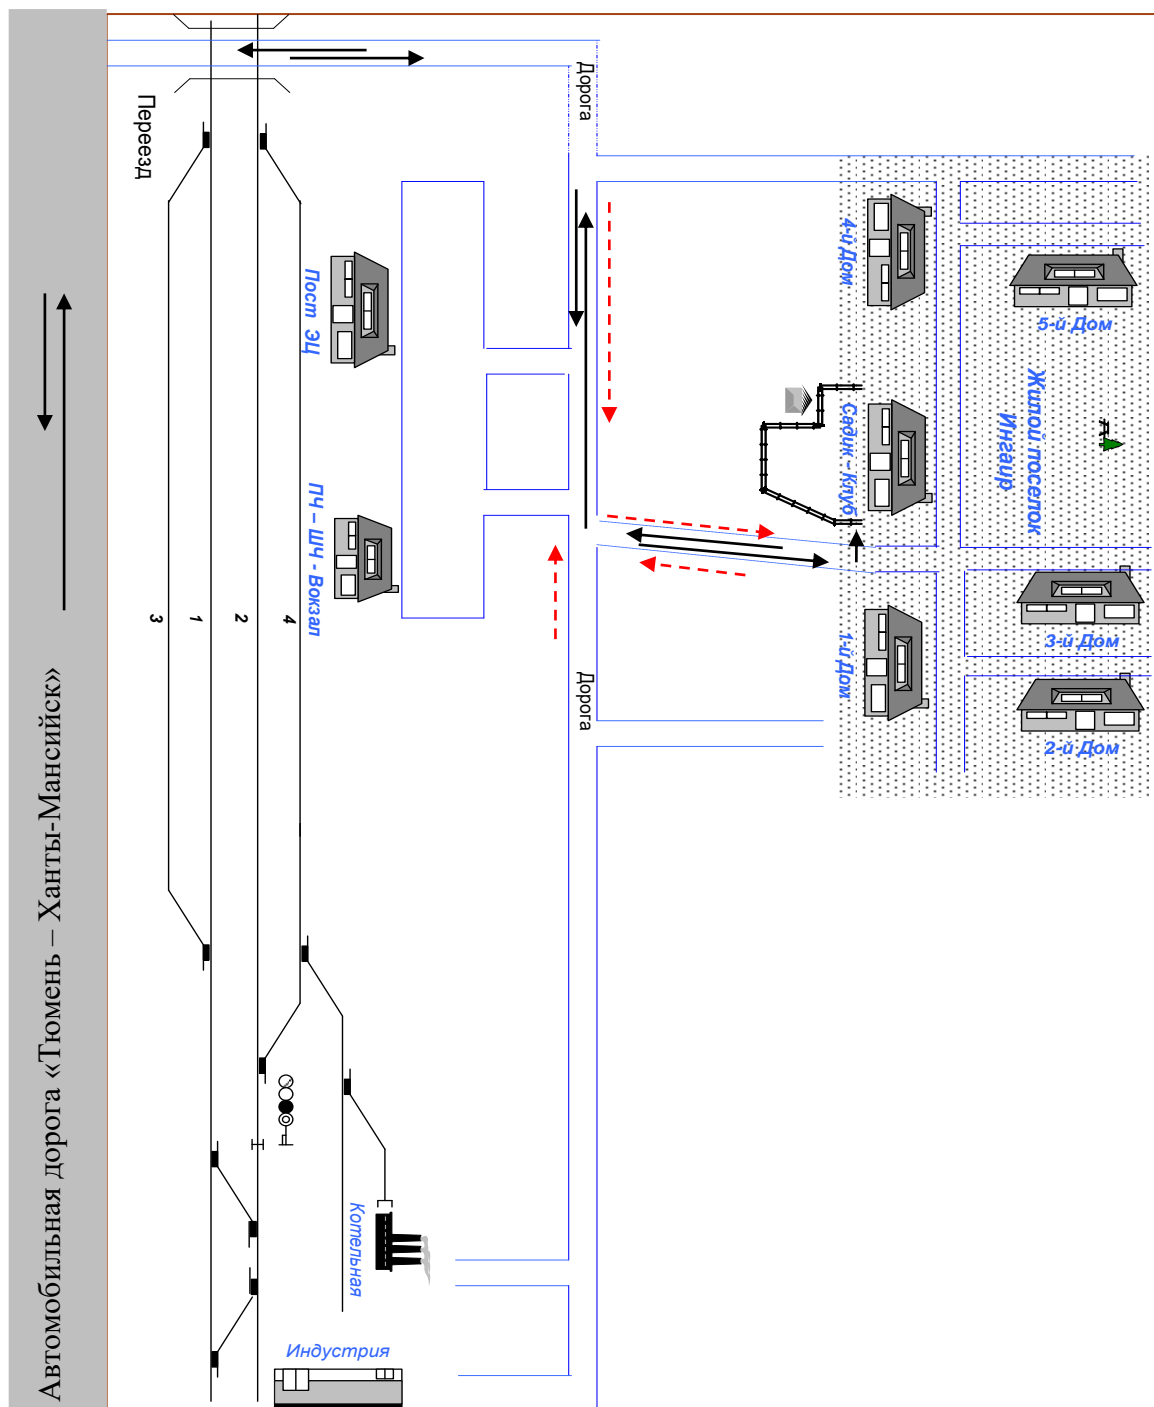 Переезд
Дорога
Пост ЭЦ
4-й Дом
5-й Дом
Жилой поселок
Ингаир
Садик - Клуб
ПЧ – ШЧ - Вокзал
3
1
2
4
3-й Дом
1-й Дом
2-й Дом
Дорога
Автомобильная дорога «Тюмень – Ханты-Мансийск»
Котельная
Индустрия